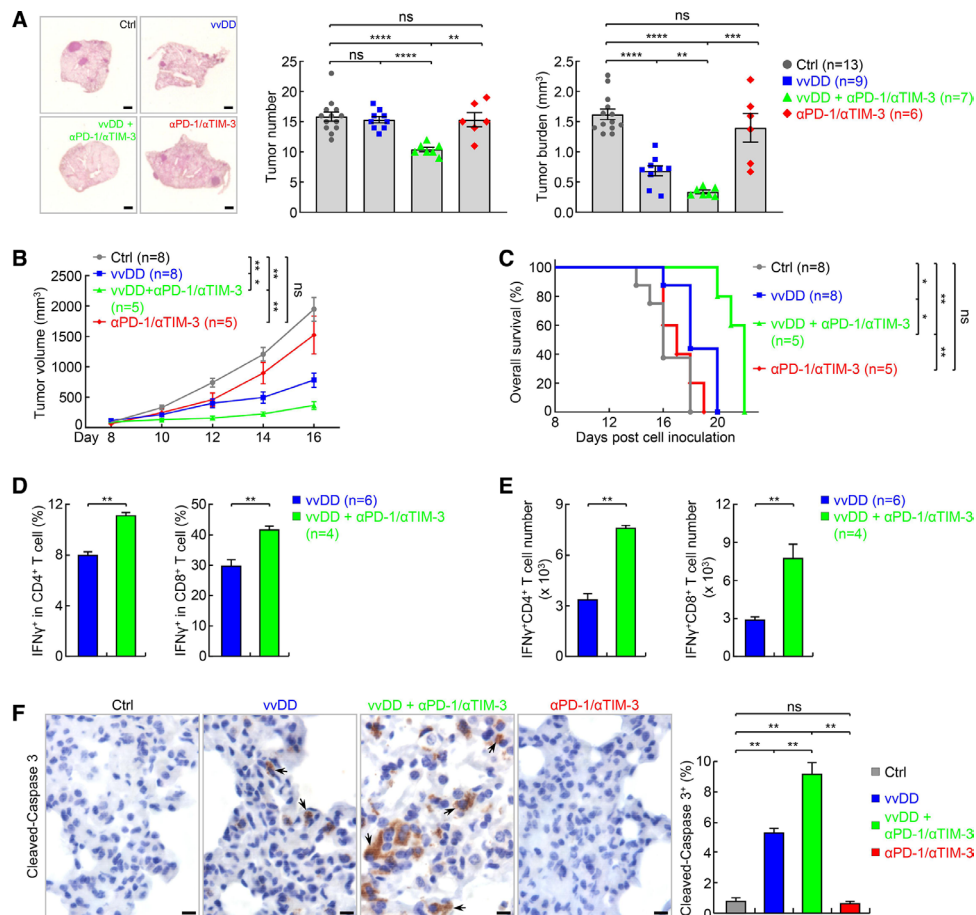 A
Ctrl
vvDD
vvDD +
αPD-1/αTIM-3
αPD-1/αTIM-3
Tumor number
25
20
15
10
5
0
ns
****
**
ns
****
Tumor burden (mm³)
2.5
2.0
1.5
1.0
0.5
0.0
ns
****
***
****
**
Ctrl (n=13)
vvDD (n=9)
vvDD + αPD-1/αTIM-3
(n=7)
αPD-1/αTIM-3 (n=6)
B
Ctrl (n=8)
vvDD (n=8)
vvDD+αPD-1/αTIM-3
(n=5)
αPD-1/αTIM-3 (n=5)
**
**
*
**
**
ns
Tumor volume (mm³)
2500
2000
1500
1000
500
0
Day 8 10 12 14 16
C
Overall survival (%)
100
80
60
40
20
0
8 12 16 20
Days post cell inoculation
Ctrl (n=8)
vvDD (n=8)
vvDD + αPD-1/αTIM-3
(n=5)
αPD-1/αTIM-3 (n=5)
*
*
**
**
ns
D
IFNγ⁺ in CD4⁺ T cell (%)
12
8
4
0
**
IFNγ⁺ in CD8⁺ T cell (%)
50
40
30
20
10
0
**
vvDD (n=6)
vvDD + αPD-1/αTIM-3
(n=4)
E
IFNγ⁺CD4⁺ T cell number
(x 10³)
9
6
3
0
**
IFNγ⁺CD8⁺ T cell number
(x 10³)
12
9
6
3
0
**
vvDD (n=6)
vvDD + αPD-1/αTIM-3
(n=4)
F
Ctrl
vvDD
vvDD + αPD-1/αTIM-3
αPD-1/αTIM-3
Cleaved-Caspase 3
Cleaved-Caspase 3⁺ (%)
10
8
6
4
2
0
ns
**
**
**
**
Ctrl
vvDD
vvDD +
αPD-1/αTIM-3
αPD-1/αTIM-3